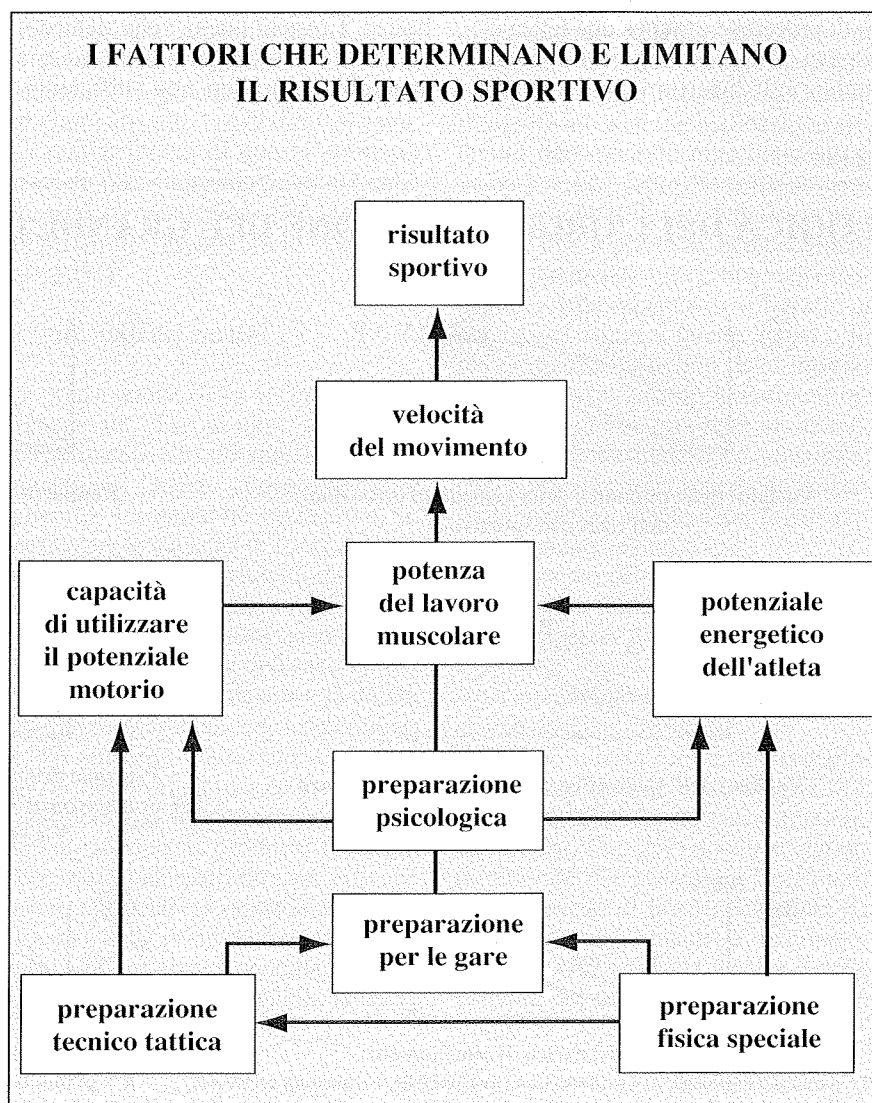 I FATTORI CHE DETERMINANO E LIMITANO
IL RISULTATO SPORTIVO
risultato
sportivo
velocità
del movimento
capacità
di utilizzare
il potenziale
motorio
potenza
del lavoro
muscolare
potenziale
energetico
dell'atleta
preparazione
psicologica
preparazione
per le gare
preparazione
tecnico tattica
preparazione
fisica speciale